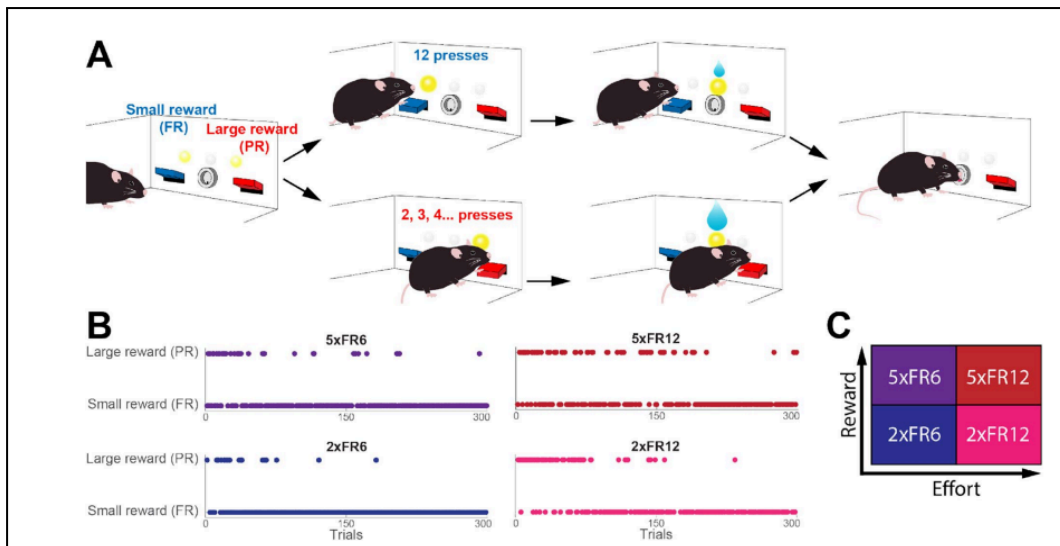 A
12 presses
Small reward
(FR)
Large reward
(PR)
2, 3, 4... presses
B
5xFR6
Large reward (PR)
Small reward (FR)
0
150
300
5xFR12
0
150
300
2xFR6
Large reward (PR)
Small reward (FR)
0
150
300
Trials
2xFR12
0
150
300
Trials
C
Reward
5xFR6
5xFR12
2xFR6
2xFR12
Effort